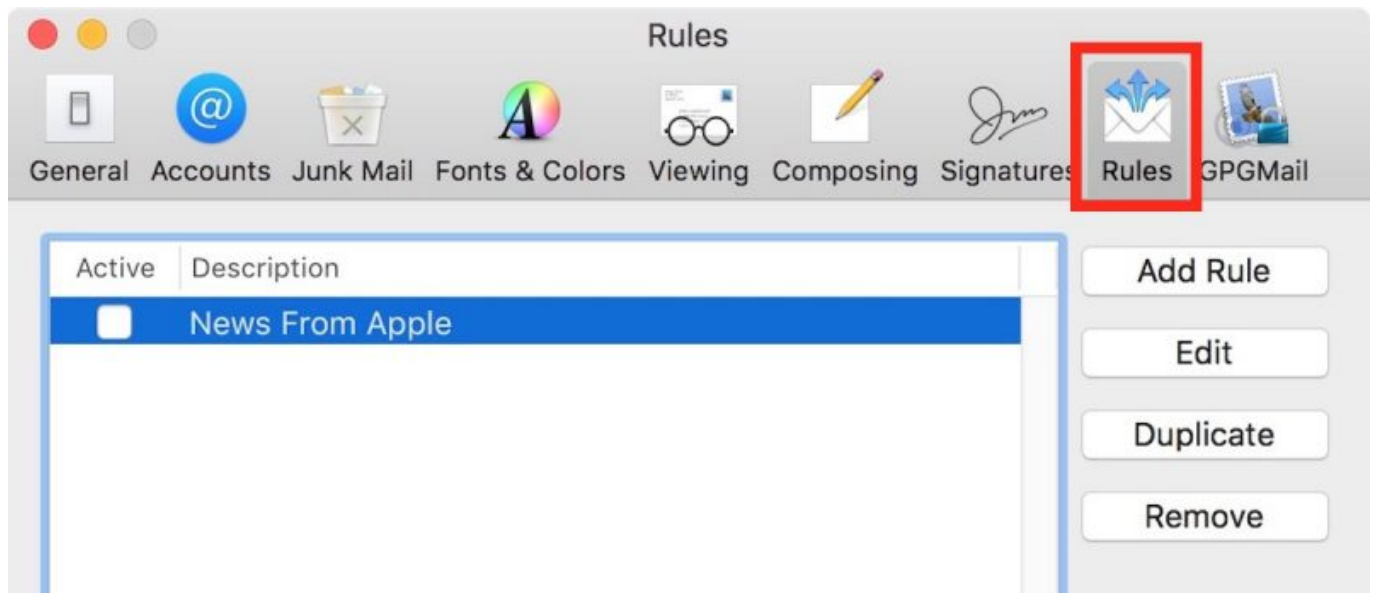 Rules
General Accounts Junk Mail Fonts & Colors Viewing Composing Signatures Rules GPGMail
Active Description
News From Apple
Add Rule
Edit
Duplicate
Remove